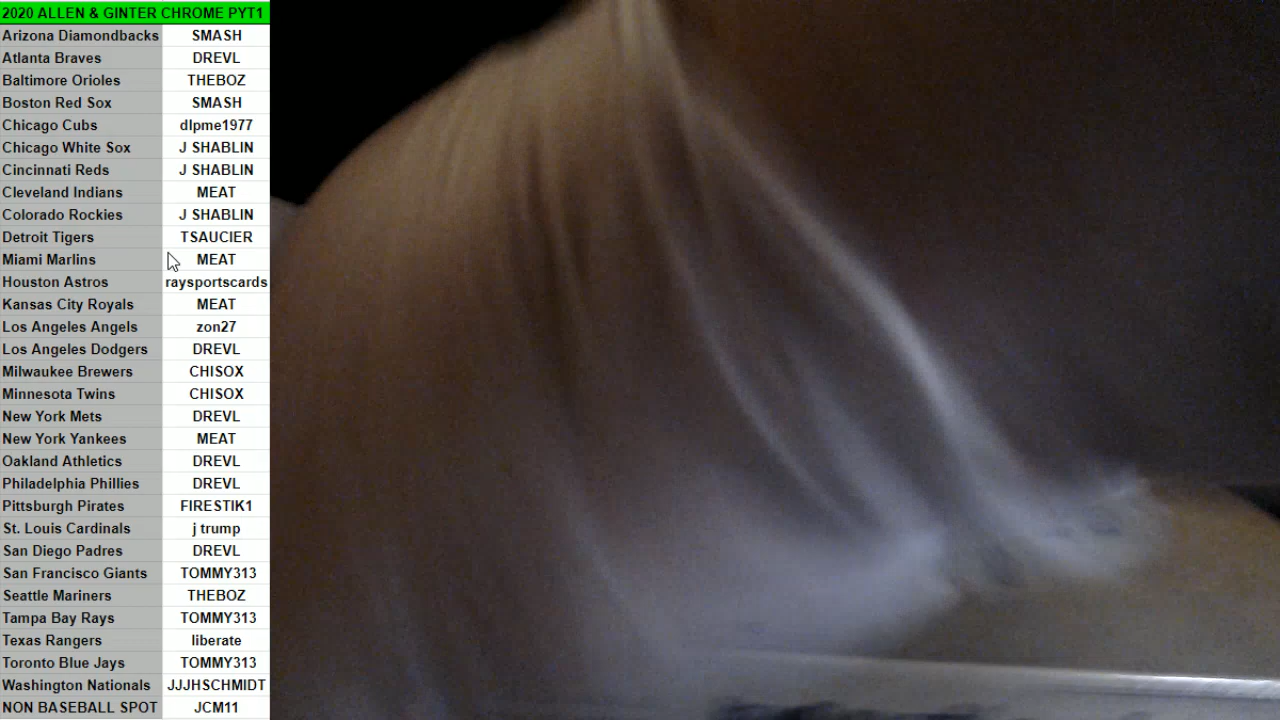 2020 ALLEN & GINTER CHROME PYT1
Arizona Diamondbacks SMASH
Atlanta Braves DREVL
Baltimore Orioles THEBOZ
Boston Red Sox SMASH
Chicago Cubs dlpme1977
Chicago White Sox J SHABLIN
Cincinnati Reds J SHABLIN
Cleveland Indians MEAT
Colorado Rockies J SHABLIN
Detroit Tigers TSAUCIER
Miami Marlins MEAT
Houston Astros raysportscards
Kansas City Royals MEAT
Los Angeles Angels zon27
Los Angeles Dodgers DREVL
Milwaukee Brewers CHISOX
Minnesota Twins CHISOX
New York Mets DREVL
New York Yankees MEAT
Oakland Athletics DREVL
Philadelphia Phillies DREVL
Pittsburgh Pirates FIRESTIK1
St. Louis Cardinals j trump
San Diego Padres DREVL
San Francisco Giants TOMMY313
Seattle Mariners THEBOZ
Tampa Bay Rays TOMMY313
Texas Rangers liberate
Toronto Blue Jays TOMMY313
Washington Nationals JJJHSCHMIDT
NON BASEBALL SPOT JCM11